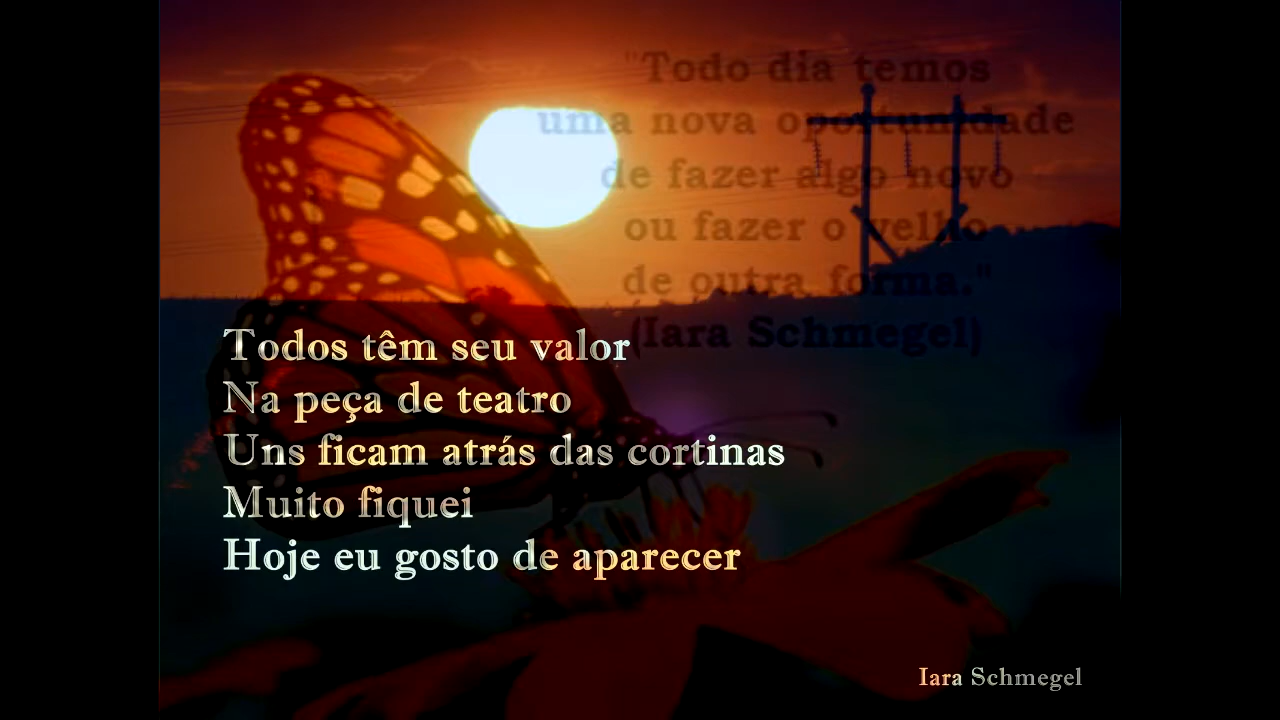 "Todo dia temos
uma nova oportunidade
de fazer algo novo
ou fazer o velho
de outra forma."
(Iara Schmegel)
Todos têm seu valor
Na peça de teatro
Uns ficam atrás das cortinas
Muito fiquei
Hoje eu gosto de aparecer
Iara Schmegel